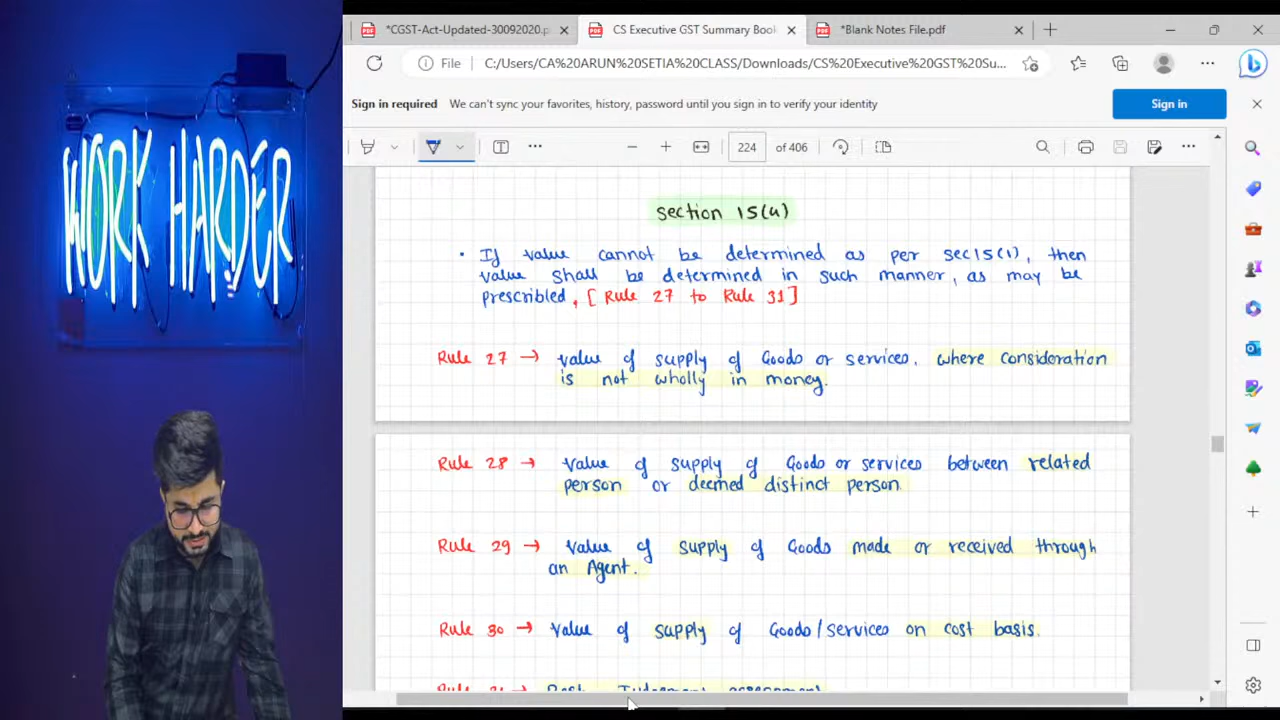 WORK HARDER
*CGST-Act-Updated-30092020.p
CS Executive GST Summary Book
*Blank Notes File.pdf
File
C:/Users/CA%20ARUN%20SETIA%20CLASS/Downloads/CS%20Executive%20GST%20Su...
Sign in required We can't sync your favorites, history, password until you sign in to verify your identity
Sign in
224 of 406
section 15(4)
• If value cannot be determined as per sec15(1), then
value shall be determined in such manner, as may be
prescribled, [Rule 27 to Rule 31]
Rule 27 → value of supply of Goods or services, where consideration
is not wholly in money.
Rule 28 → value of supply of Goods or services between related
person or deemed distinct person.
Rule 29 → value of supply of Goods made or received through
an Agent.
Rule 30 → value of supply of Goods/services on cost basis.